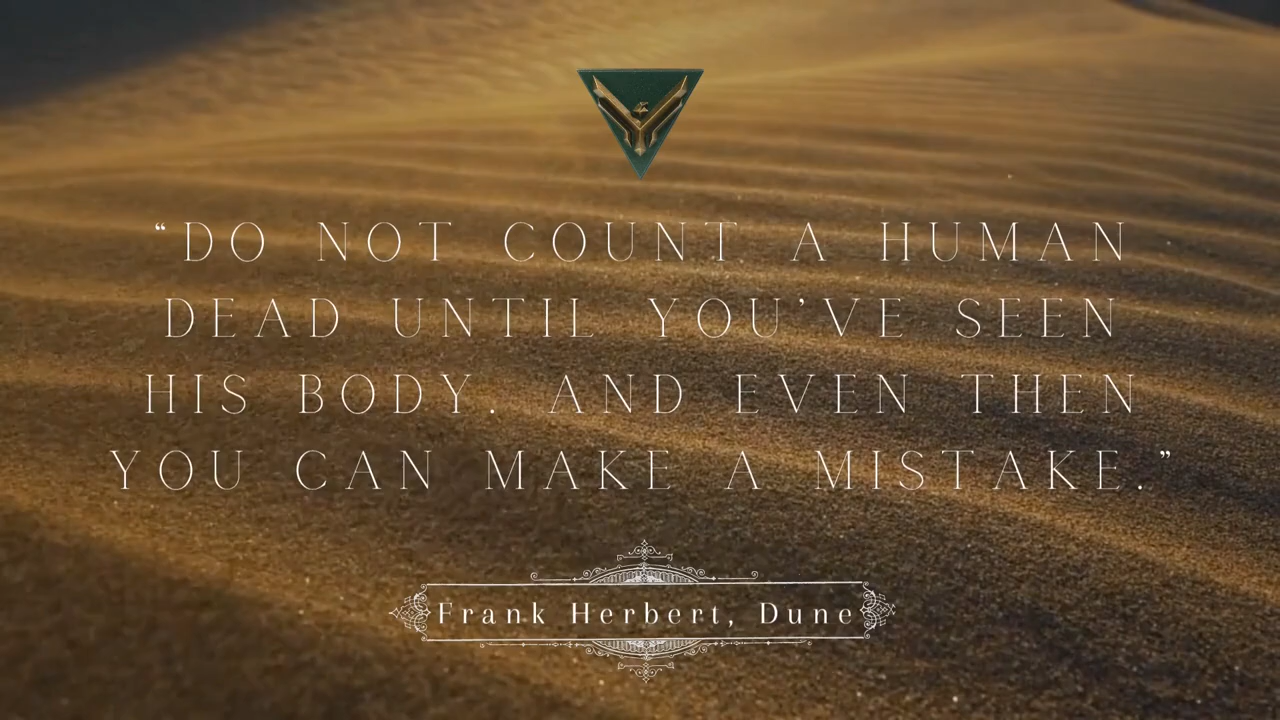 “DO NOT COUNT A HUMAN
DEAD UNTIL YOU’VE SEEN
HIS BODY. AND EVEN THEN
YOU CAN MAKE A MISTAKE.”
Frank Herbert, Dune